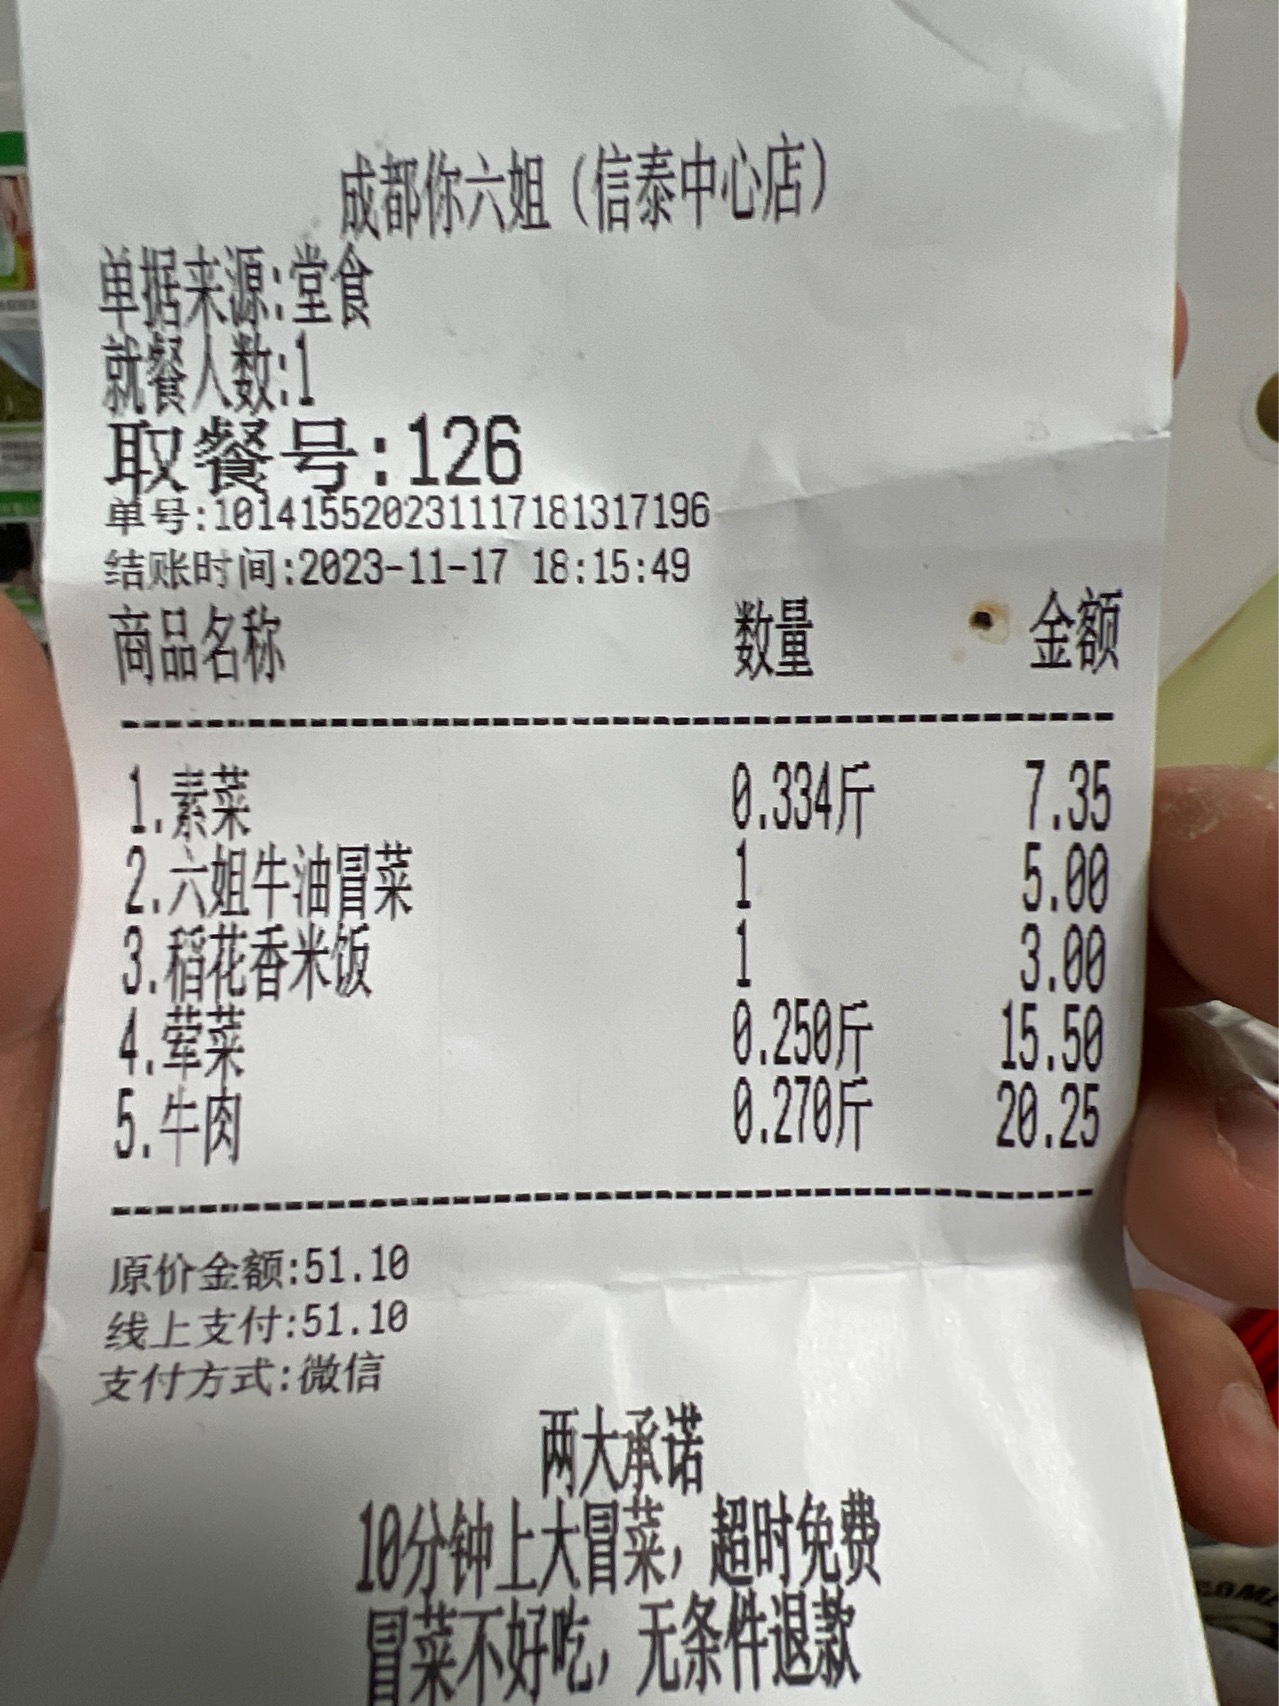 成都你六姐（信泰中心店）
单据来源:堂食
就餐人数:1
取餐号:126
单号:101415520231117181317196
结账时间:2023-11-17 18:15:49
商品名称 数量 金额
1.素菜 0.334斤 7.35
2.六姐牛油冒菜 1 5.00
3.稻花香米饭 1 3.00
4.荤菜 0.250斤 15.50
5.牛肉 0.270斤 20.25
原价金额:51.10
线上支付:51.10
支付方式:微信
两大承诺
10分钟上大冒菜，超时免费
冒菜不好吃，无条件退款